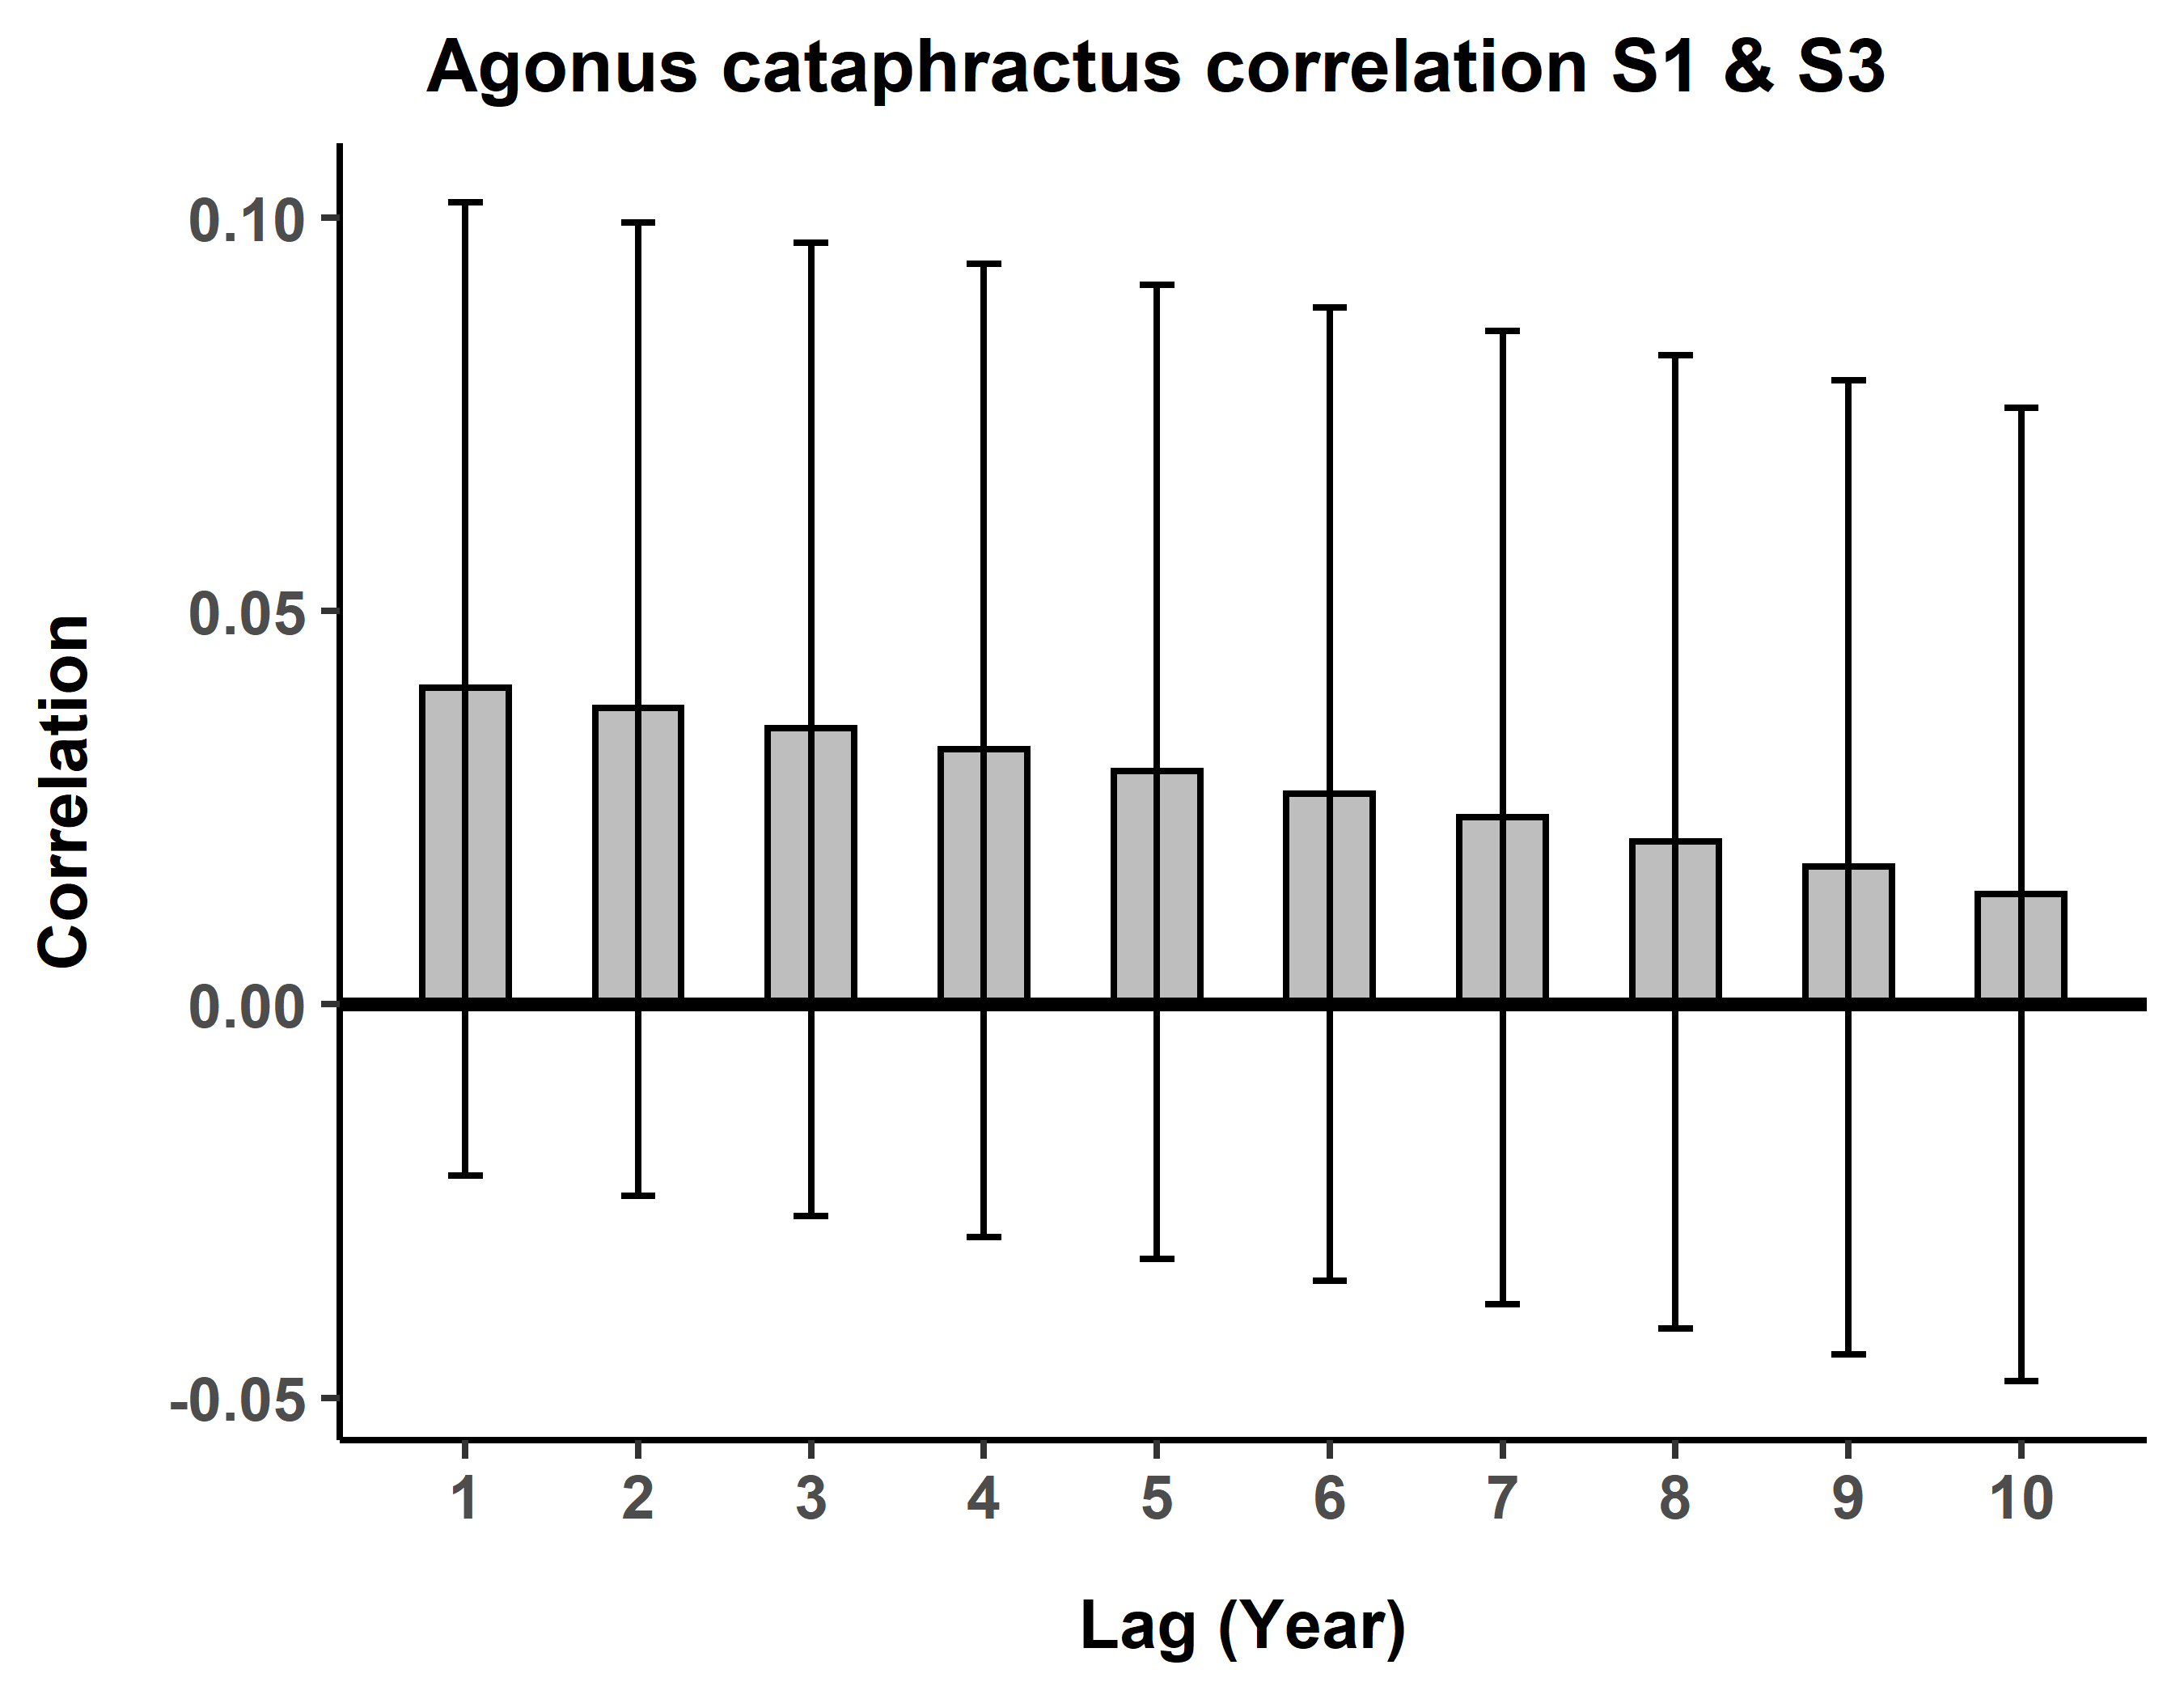 Agonus cataphractus correlation S1 & S3
Correlation
0.10
0.05
0.00
-0.05
1 2 3 4 5 6 7 8 9 10
Lag (Year)